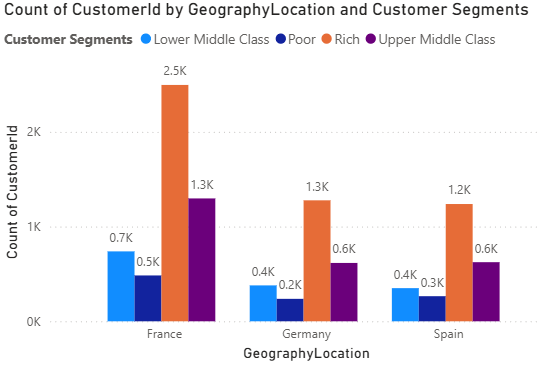 Count of CustomerId by GeographyLocation and Customer Segments
Customer Segments Lower Middle Class Poor Rich Upper Middle Class
2.5K
2K
1.3K
1.3K
1.2K
Count of CustomerId
1K
0.7K
0.5K
0.4K
0.2K
0.6K
0.4K
0.3K
0.6K
0K
France Germany Spain
GeographyLocation